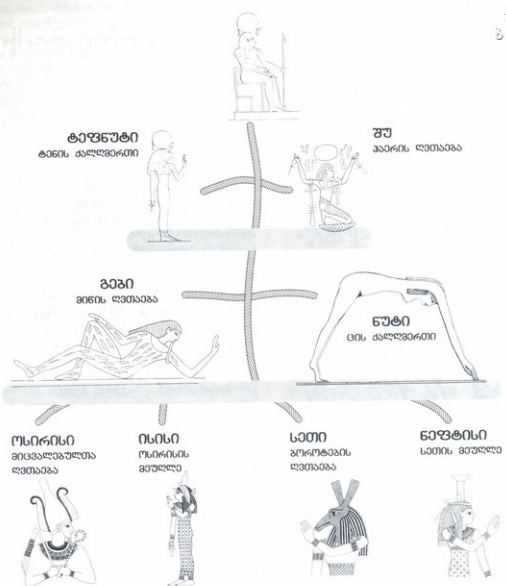 ტეფნუტი
ტენის ქალღმერთი
შუ
ჰაერის ღვთაება
გები
მიწის ღვთაება
ნუტი
ცის ქალღმერთი
ოსირისი
მიცვალებულთა
ღვთაება
ისისი
ოსირისის
მეუღლე
სეთი
ბოროტების
ღვთაება
ნეფტისი
სეთის მეუღლე